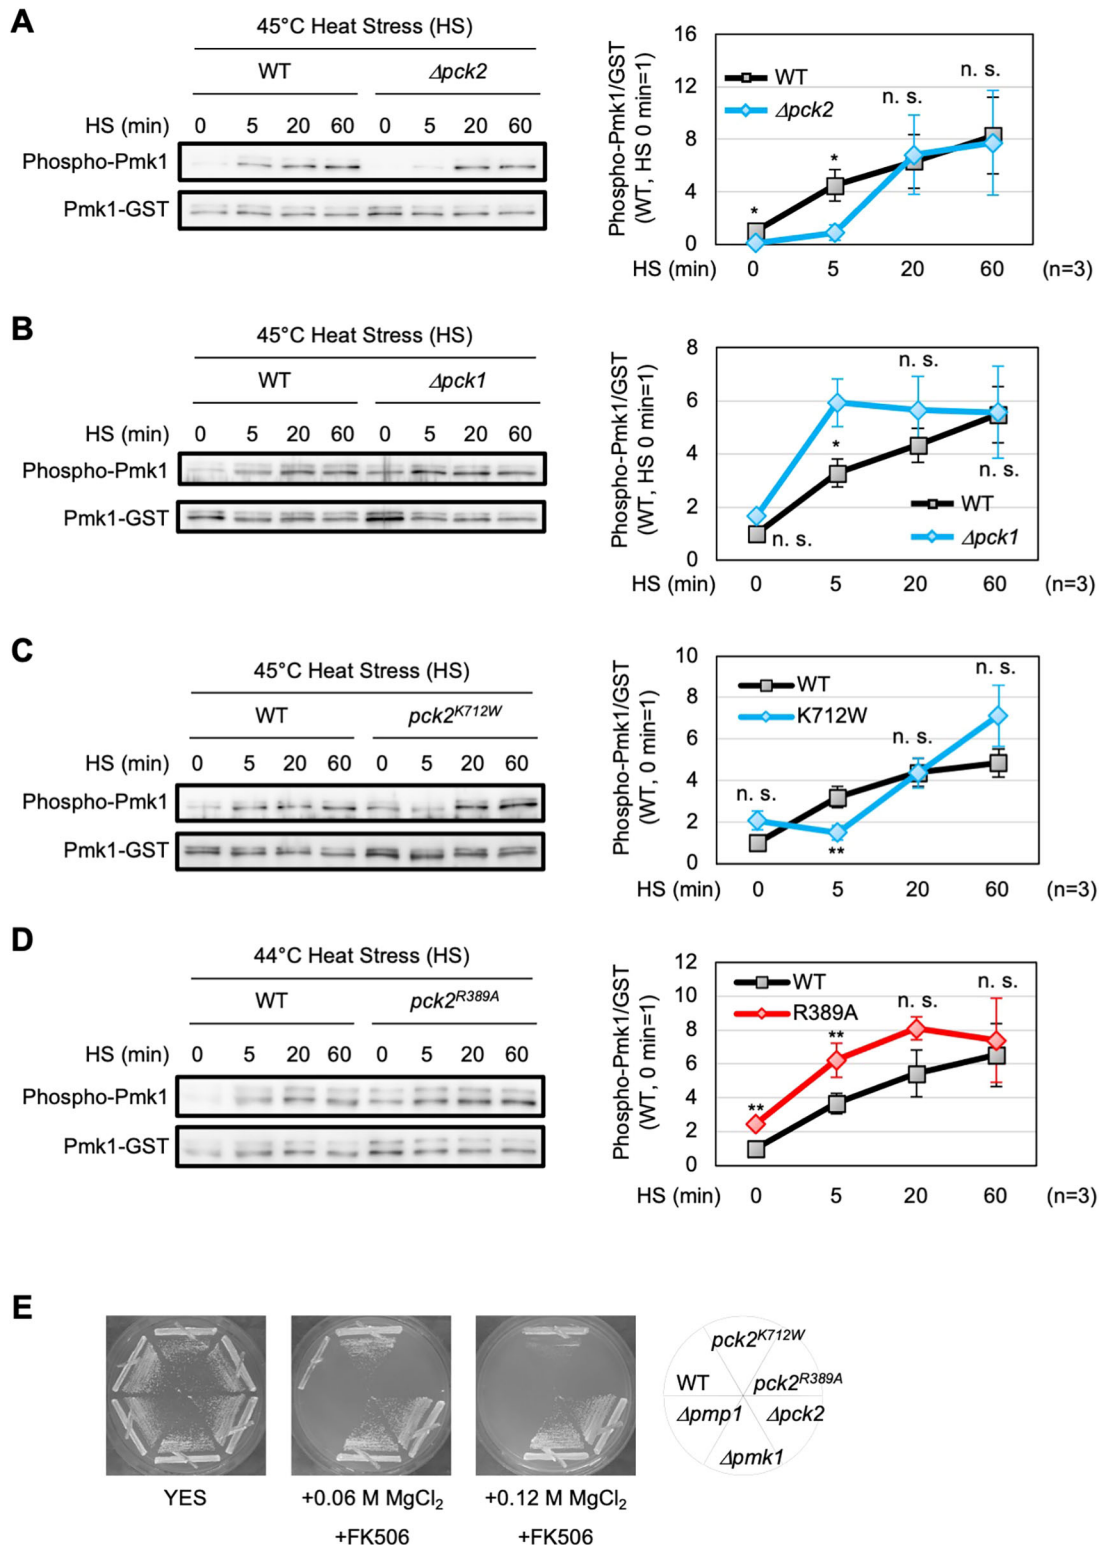 A
45°C Heat Stress (HS)
WT Δpck2
HS (min) 0 5 20 60 0 5 20 60
Phospho-Pmk1
Pmk1-GST
Phospho-Pmk1/GST
(WT, HS 0 min=1)
16
12
8
4
0
WT
Δpck2
*
*
n. s.
n. s.
HS (min) 0 5 20 60 (n=3)
B
45°C Heat Stress (HS)
WT Δpck1
HS (min) 0 5 20 60 0 5 20 60
Phospho-Pmk1
Pmk1-GST
Phospho-Pmk1/GST
(WT, HS 0 min=1)
8
6
4
2
0
n. s.
*
n. s.
n. s.
WT
Δpck1
HS (min) 0 5 20 60 (n=3)
C
45°C Heat Stress (HS)
WT pck2K712W
HS (min) 0 5 20 60 0 5 20 60
Phospho-Pmk1
Pmk1-GST
Phospho-Pmk1/GST
(WT, 0 min=1)
10
8
6
4
2
0
WT
K712W
n. s.
**
n. s.
n. s.
HS (min) 0 5 20 60 (n=3)
D
44°C Heat Stress (HS)
WT pck2R389A
HS (min) 0 5 20 60 0 5 20 60
Phospho-Pmk1
Pmk1-GST
Phospho-Pmk1/GST
(WT, 0 min=1)
12
10
8
6
4
2
0
WT
R389A
**
**
n. s.
n. s.
HS (min) 0 5 20 60 (n=3)
E
pck2K712W
WT pck2R389A
Δpmp1 Δpck2
Δpmk1
YES +0.06 M MgCl2 +0.12 M MgCl2
+FK506 +FK506